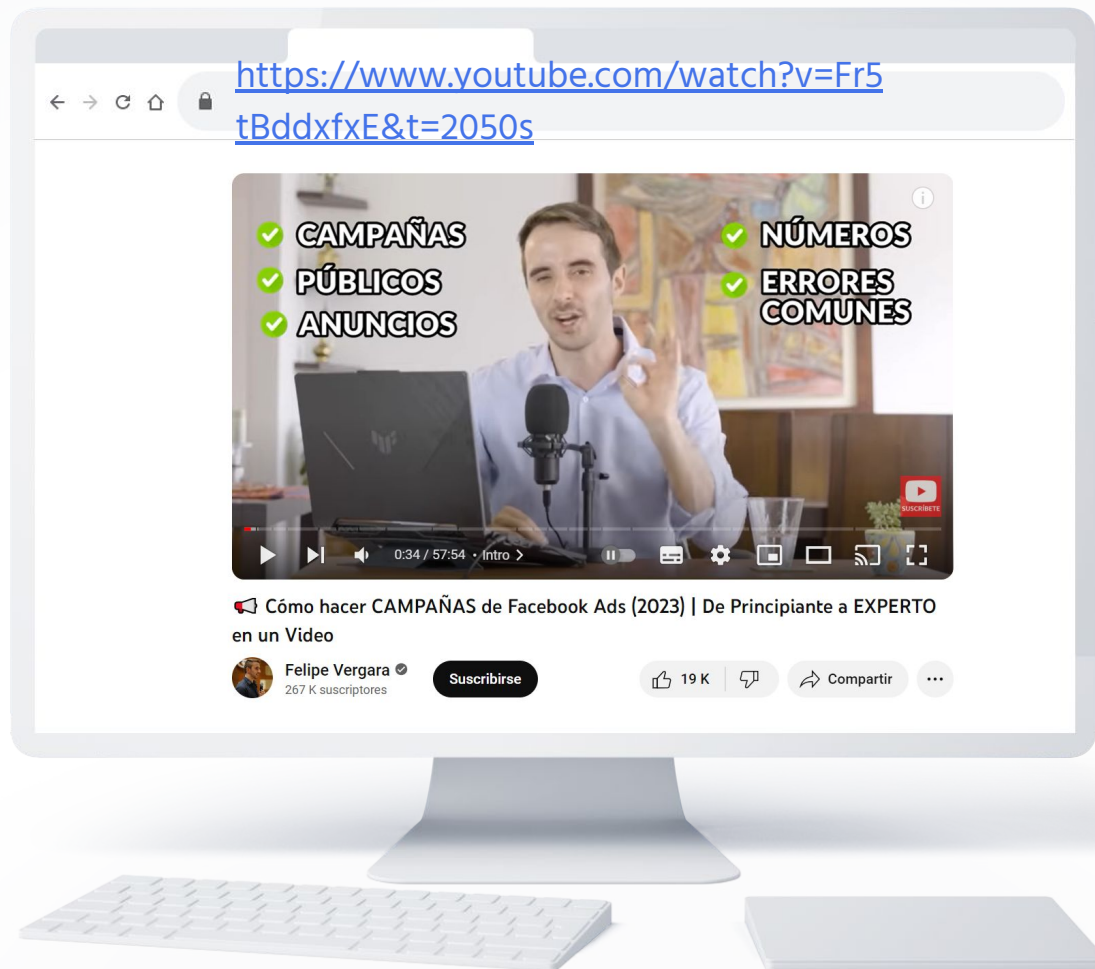 https://www.youtube.com/watch?v=Fr5
tBddxfxE&t=2050s
CAMPAÑAS
PÚBLICOS
ANUNCIOS
NÚMEROS
ERRORES
COMUNES
SUSCRÍBETE
0:34 / 57:54 • Intro
Cómo hacer CAMPAÑAS de Facebook Ads (2023) | De Principiante a EXPERTO
en un Video
Felipe Vergara
267 K suscriptores
Suscribirse
19 K
Compartir